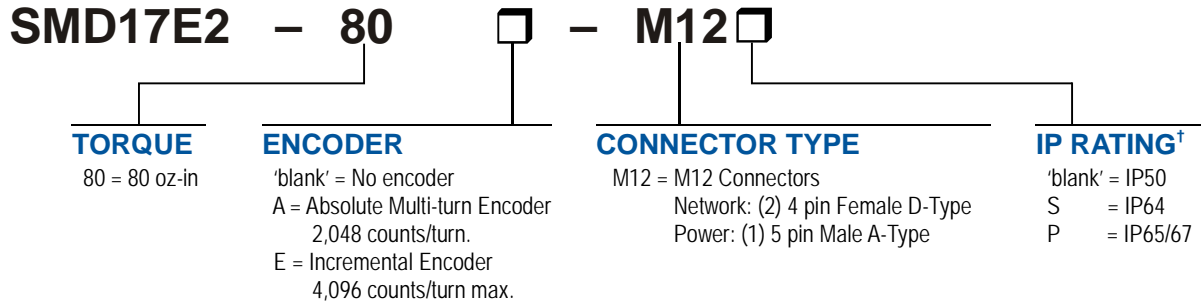 SMD17E2 – 80 – M12
TORQUE
80 = 80 oz-in
ENCODER
'blank' = No encoder
A = Absolute Multi-turn Encoder
2,048 counts/turn.
E = Incremental Encoder
4,096 counts/turn max.
CONNECTOR TYPE
M12 = M12 Connectors
Network: (2) 4 pin Female D-Type
Power: (1) 5 pin Male A-Type
IP RATING†
'blank' = IP50
S = IP64
P = IP65/67